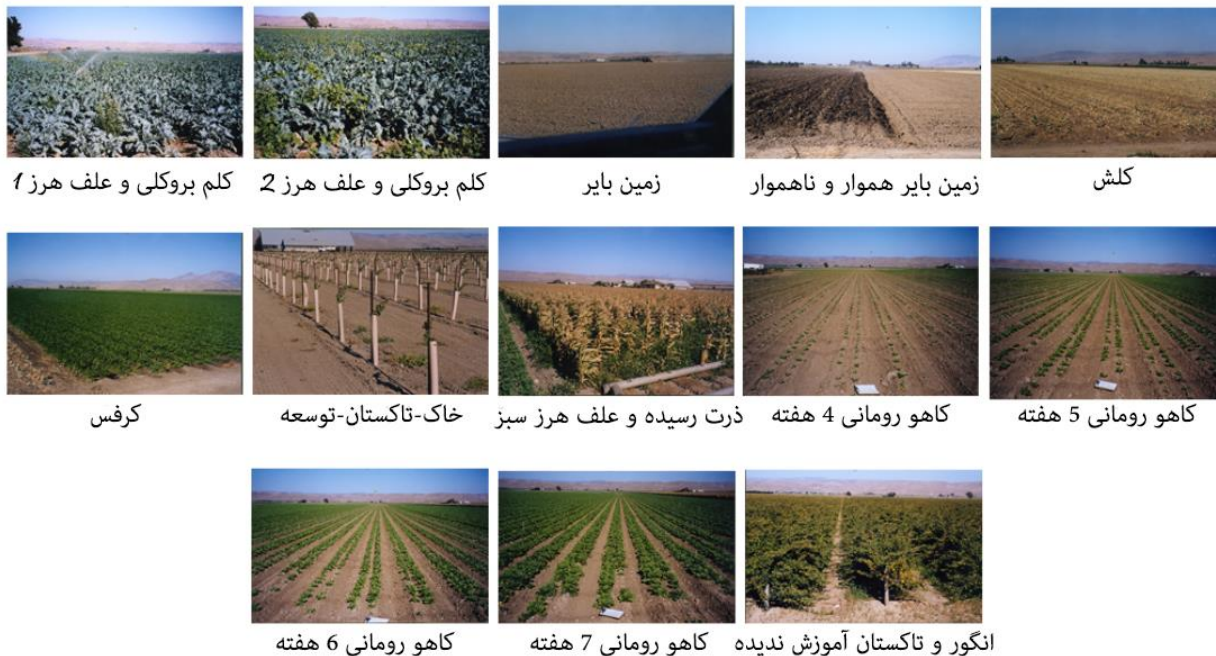 کلم بروکلی و علف هرز 1
کلم بروکلی و علف هرز 2
زمین بایر
زمین بایر هموار و ناهموار
کلش
کرفس
خاک-تاکستان-توسعه
ذرت رسیده و علف هرز سبز
کاهو رومانی 4 هفته
کاهو رومانی 5 هفته
کاهو رومانی 6 هفته
کاهو رومانی 7 هفته
انگور و تاکستان آموزش ندیده